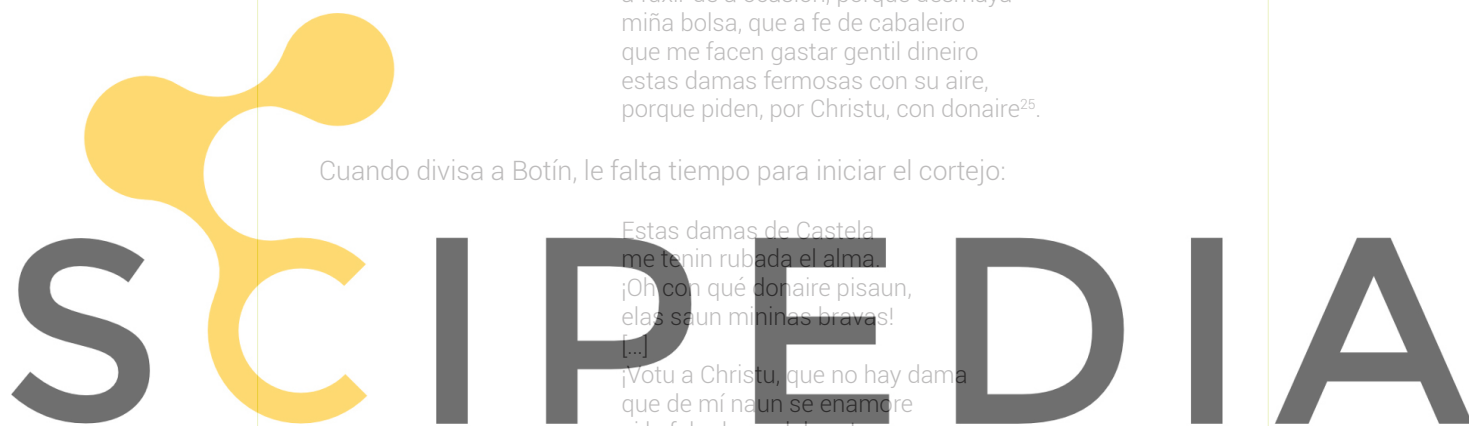 miña bolsa, que a fe de cabaleiro
que me facen gastar gentil dineiro
estas damas fermosas con su aire,
porque piden, por Christu, con donaire25.
Cuando divisa a Botín, le falta tiempo para iniciar el cortejo:
Estas damas de Castela
me tenin rubada el alma.
¡Oh con qué donaire pisaun,
elas saun mininas bravas!
[...]
¡Votu a Christu, que no hay dama
que de mí naun se enamore
SCIPEDIA